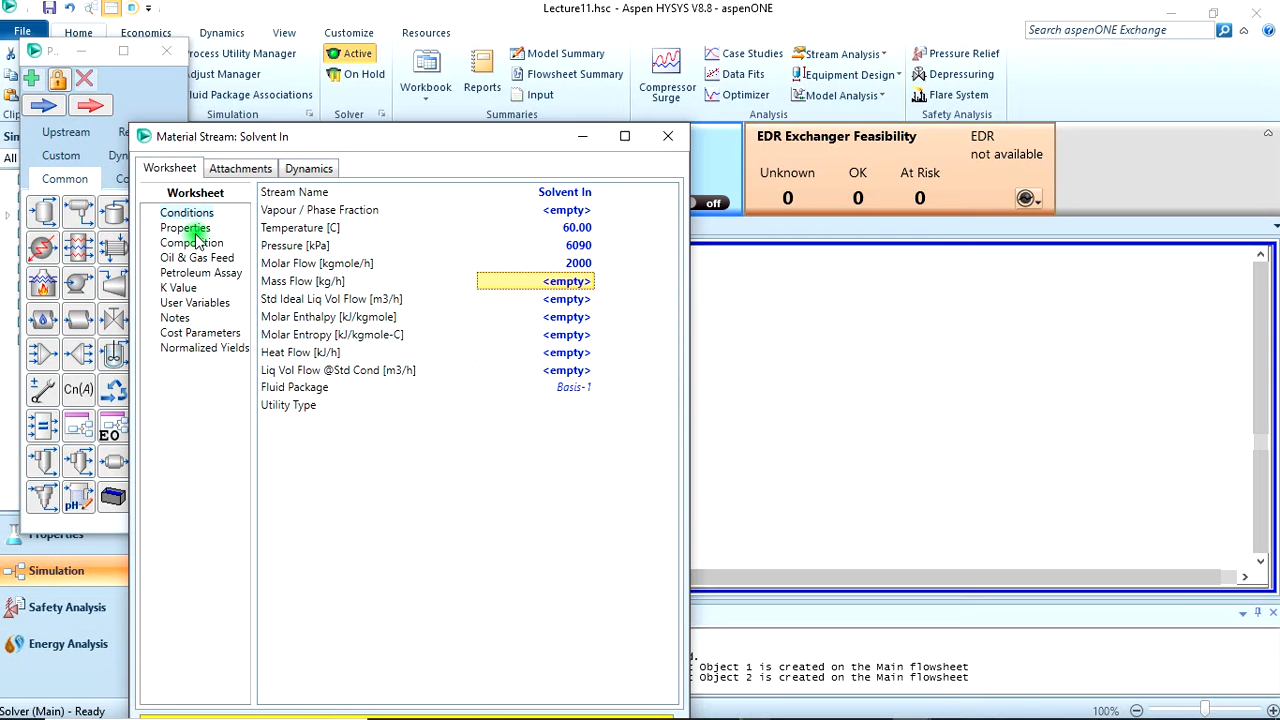 Lecture11.hsc - Aspen HYSYS V8.8 - aspenONE
File
Home
Economics
Dynamics
View
Customize
Resources
Search aspenONE Exchange
Process Utility Manager
Adjust Manager
Fluid Package Associations
Simulation
Active
On Hold
Solver
Workbook
Reports
Model Summary
Flowsheet Summary
Input
Summaries
Compressor
Surge
Case Studies
Data Fits
Optimizer
Stream Analysis
Equipment Design
Model Analysis
Analysis
Pressure Relief
Depressuring
Flare System
Safety Analysis
P..
Upstream
Re
Custom
Dyn
Common
Co
Cn(A)
EO
pH
Clip
Sim
All
Material Stream: Solvent In
Worksheet
Attachments
Dynamics
Worksheet
Conditions
Properties
Composition
Oil & Gas Feed
Petroleum Assay
K Value
User Variables
Notes
Cost Parameters
Normalized Yields
Stream Name Solvent In
Vapour / Phase Fraction <empty>
Temperature [C] 60.00
Pressure [kPa] 6090
Molar Flow [kgmole/h] 2000
Mass Flow [kg/h] <empty>
Std Ideal Liq Vol Flow [m3/h] <empty>
Molar Enthalpy [kJ/kgmole] <empty>
Molar Entropy [kJ/kgmole-C] <empty>
Heat Flow [kJ/h] <empty>
Liq Vol Flow @Std Cond [m3/h] <empty>
Fluid Package Basis-1
Utility Type
off
EDR Exchanger Feasibility
EDR
not available
Unknown
OK
At Risk
0
0
0
Properties
Simulation
Safety Analysis
Energy Analysis
d.
t Object 1 is created on the Main flowsheet
t Object 2 is created on the Main flowsheet
Solver (Main) - Ready
100%